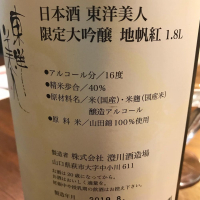 日本酒 東洋美人
限定大吟醸 地帆紅 1.8L
●アルコール分／16度
●精米歩合／40%
●原材料名／米(国産)・米麹(国産米)
醸造アルコール
●原料米／山田錦100%使用
製造者 株式会社 澄川酒造場
山口県萩市大字中小川611
2019.8